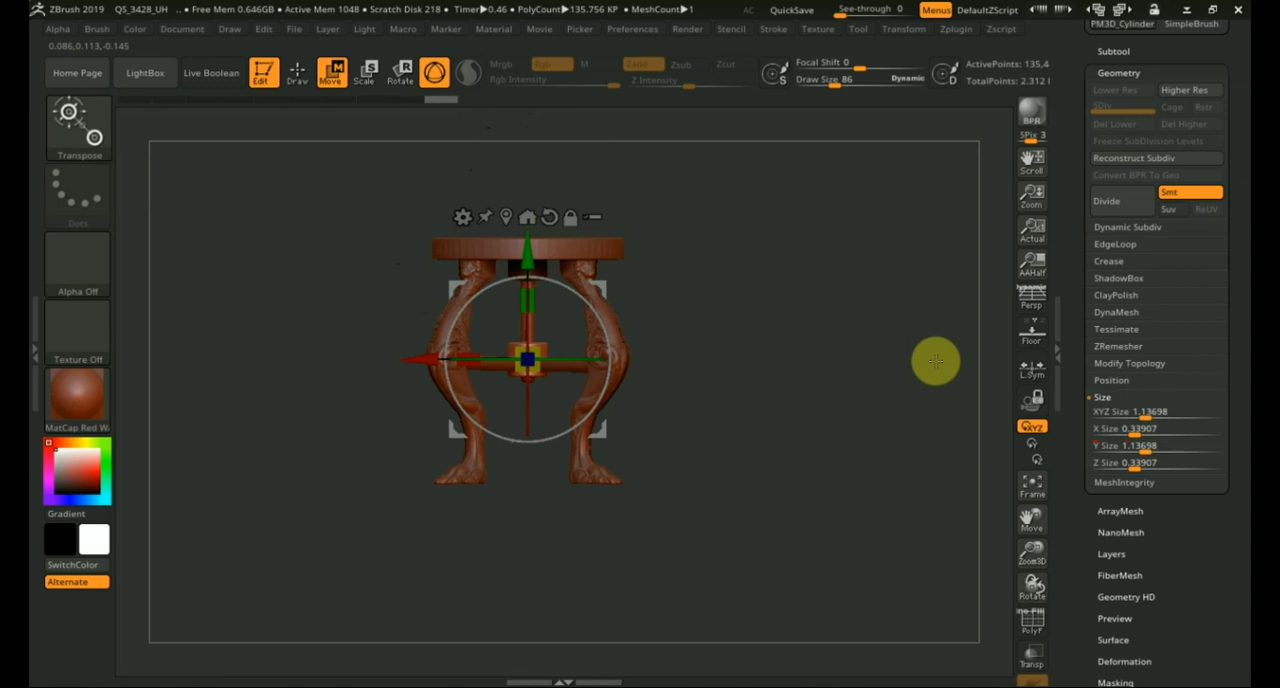 ZBrush 2019 QS_3428_UH .. • Free Mem 0.646GB • Active Mem 1048 • Scratch Disk 218 • Timer▶0.46 • PolyCount▶135.756 KP • MeshCount▶1 AC QuickSave See-through 0 Menus DefaultZScript
PM3D_Cylinder SimpleBrush
Alpha Brush Color Document Draw Edit File Layer Light Macro Marker Material Movie Picker Preferences Render Stencil Stroke Texture Tool Transform Zplugin Zscript
0.086,0.113,-0.145
Home Page LightBox Live Boolean Edit Draw Move Scale Rotate
Mrgb Rgb M Zadd Zsub Zcut
Rgb Intensity Z Intensity
Focal Shift 0
Draw Size 86 Dynamic
S D
ActivePoints: 135,4
TotalPoints: 2.312
Transpose
Dots
Alpha Off
Texture Off
MatCap Red W
Gradient
SwitchColor
Alternate
BPR
SPix 3
Scroll
Zoom
Actual
AAHalf
Dynamic
Persp
Floor
L.Sym
XYZ
Frame
Move
Zoom3D
Rotate
Line Fill
PolyF
Transp
Subtool
Geometry
Lower Res Higher Res
SDiv Cage Rstr
Del Lower Del Higher
Freeze SubDivision Levels
Reconstruct Subdiv
Convert BPR To Geo
Divide Smt
Suv ReUV
Dynamic Subdiv
EdgeLoop
Crease
ShadowBox
ClayPolish
DynaMesh
Tessimate
ZRemesher
Modify Topology
Position
Size
XYZ Size 1.13698
X Size 0.33907
Y Size 1.13698
Z Size 0.33907
MeshIntegrity
ArrayMesh
NanoMesh
Layers
FiberMesh
Geometry HD
Preview
Surface
Deformation
Masking